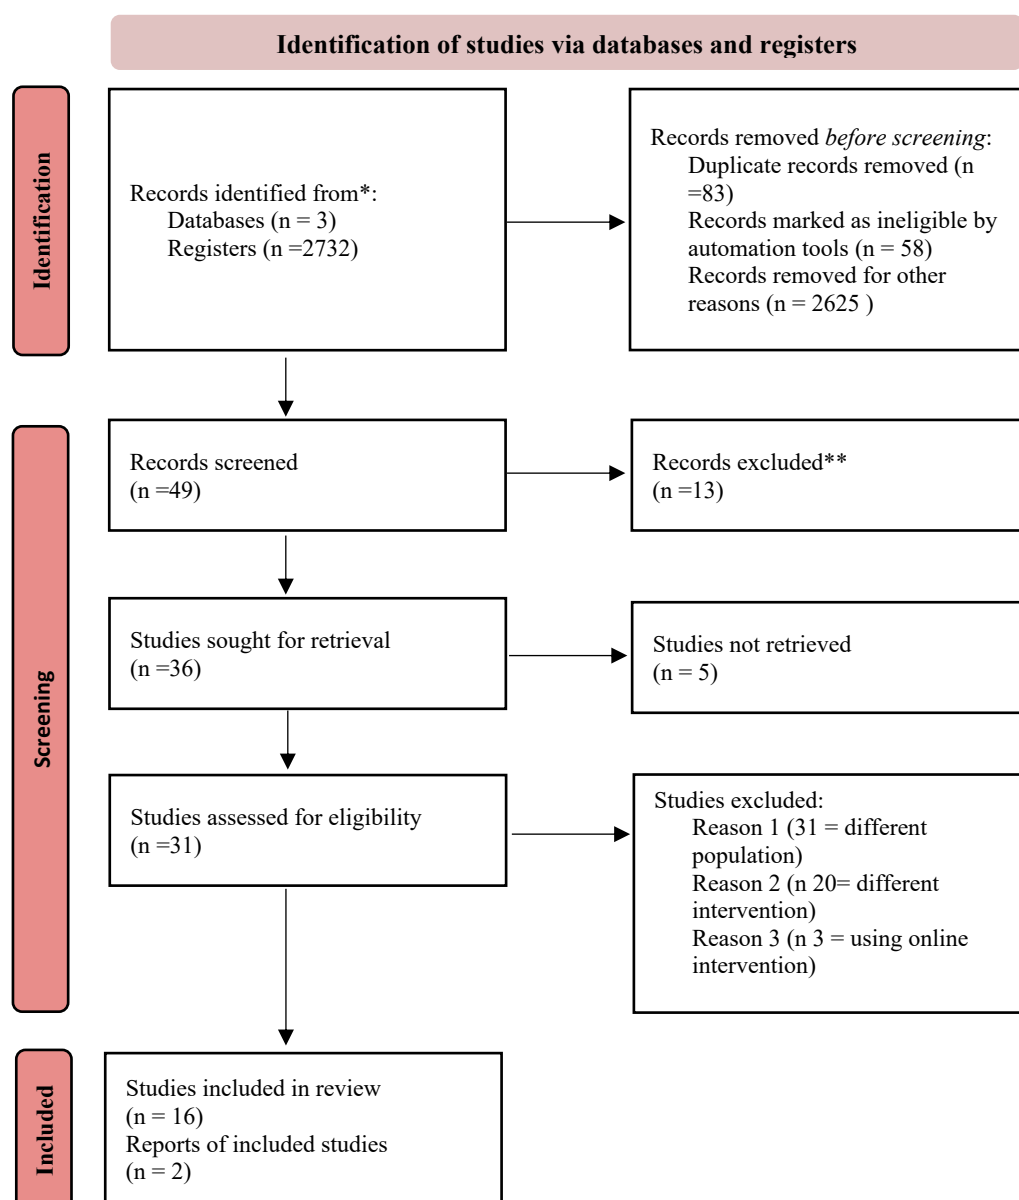 Identification of studies via databases and registers
Identification
Records identified from*:
Databases (n = 3)
Registers (n =2732)
Records removed before screening:
Duplicate records removed (n
=83)
Records marked as ineligible by
automation tools (n = 58)
Records removed for other
reasons (n = 2625 )
Screening
Records screened
(n =49)
Records excluded**
(n =13)
Studies sought for retrieval
(n =36)
Studies not retrieved
(n = 5)
Studies assessed for eligibility
(n =31)
Studies excluded:
Reason 1 (31 = different
population)
Reason 2 (n 20= different
intervention)
Reason 3 (n 3 = using online
intervention)
Included
Studies included in review
(n = 16)
Reports of included studies
(n = 2)